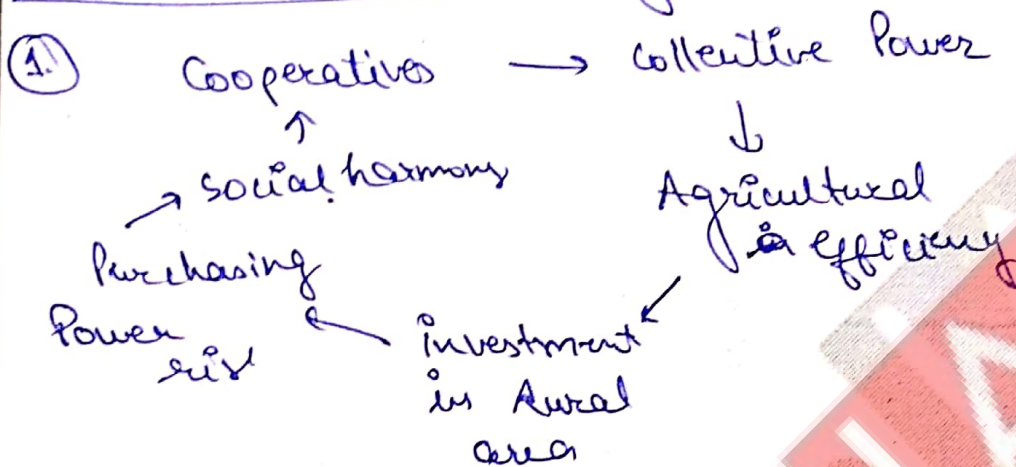 1. Cooperatives → Collective Power
↓
Agricultural
efficiency
↙
investment
in Rural
area
←
Purchasing
Power
rise
→ Social harmony
↑